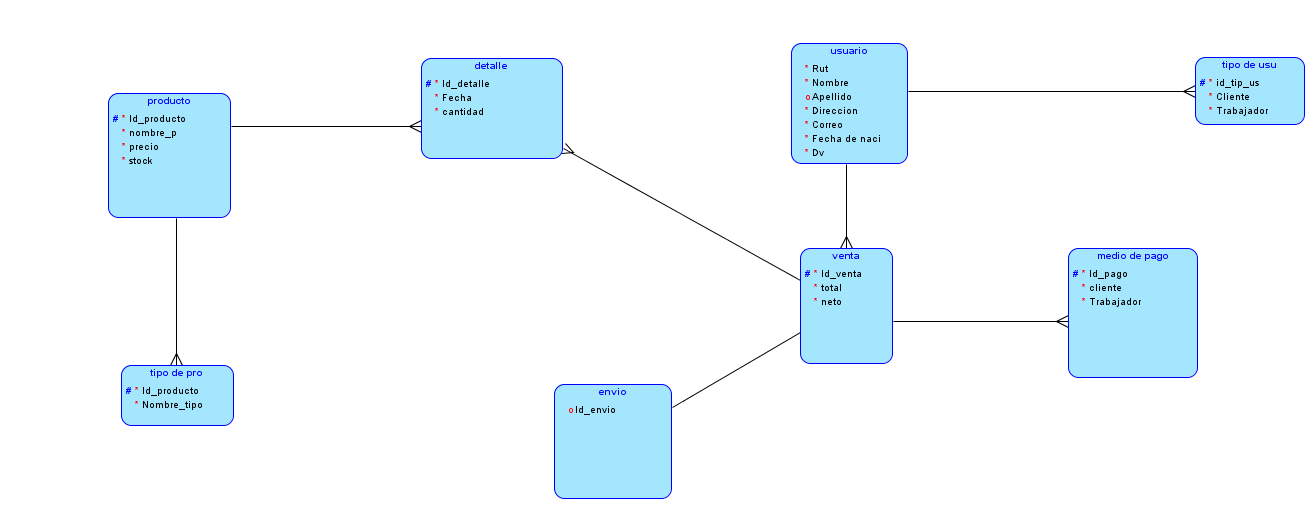 producto
# * Id_producto
* nombre_p
* precio
* stock
detalle
# * Id_detalle
* Fecha
* cantidad
usuario
* Rut
* Nombre
o Apellido
* Direccion
* Correo
* Fecha de naci
* Dv
tipo de usu
# * id_tip_us
* Cliente
* Trabajador
venta
# * Id_venta
* total
* neto
medio de pago
# * Id_pago
* cliente
* Trabajador
tipo de pro
# * Id_producto
* Nombre_tipo
envio
o Id_envio